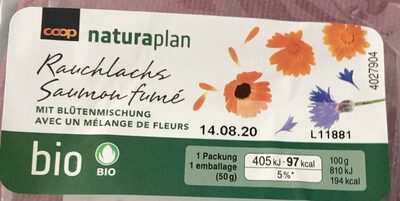 coop naturaplan
Rauchlachs
Saumon fumé
MIT BLÜTENMISCHUNG
AVEC UN MÉLANGE DE FLEURS
14.08.20
L11881
4027904
bio BIO
1 Packung
1 emballage
(50g)
405 kJ · 97 kcal
5%*
100g
810 kJ
194 kcal